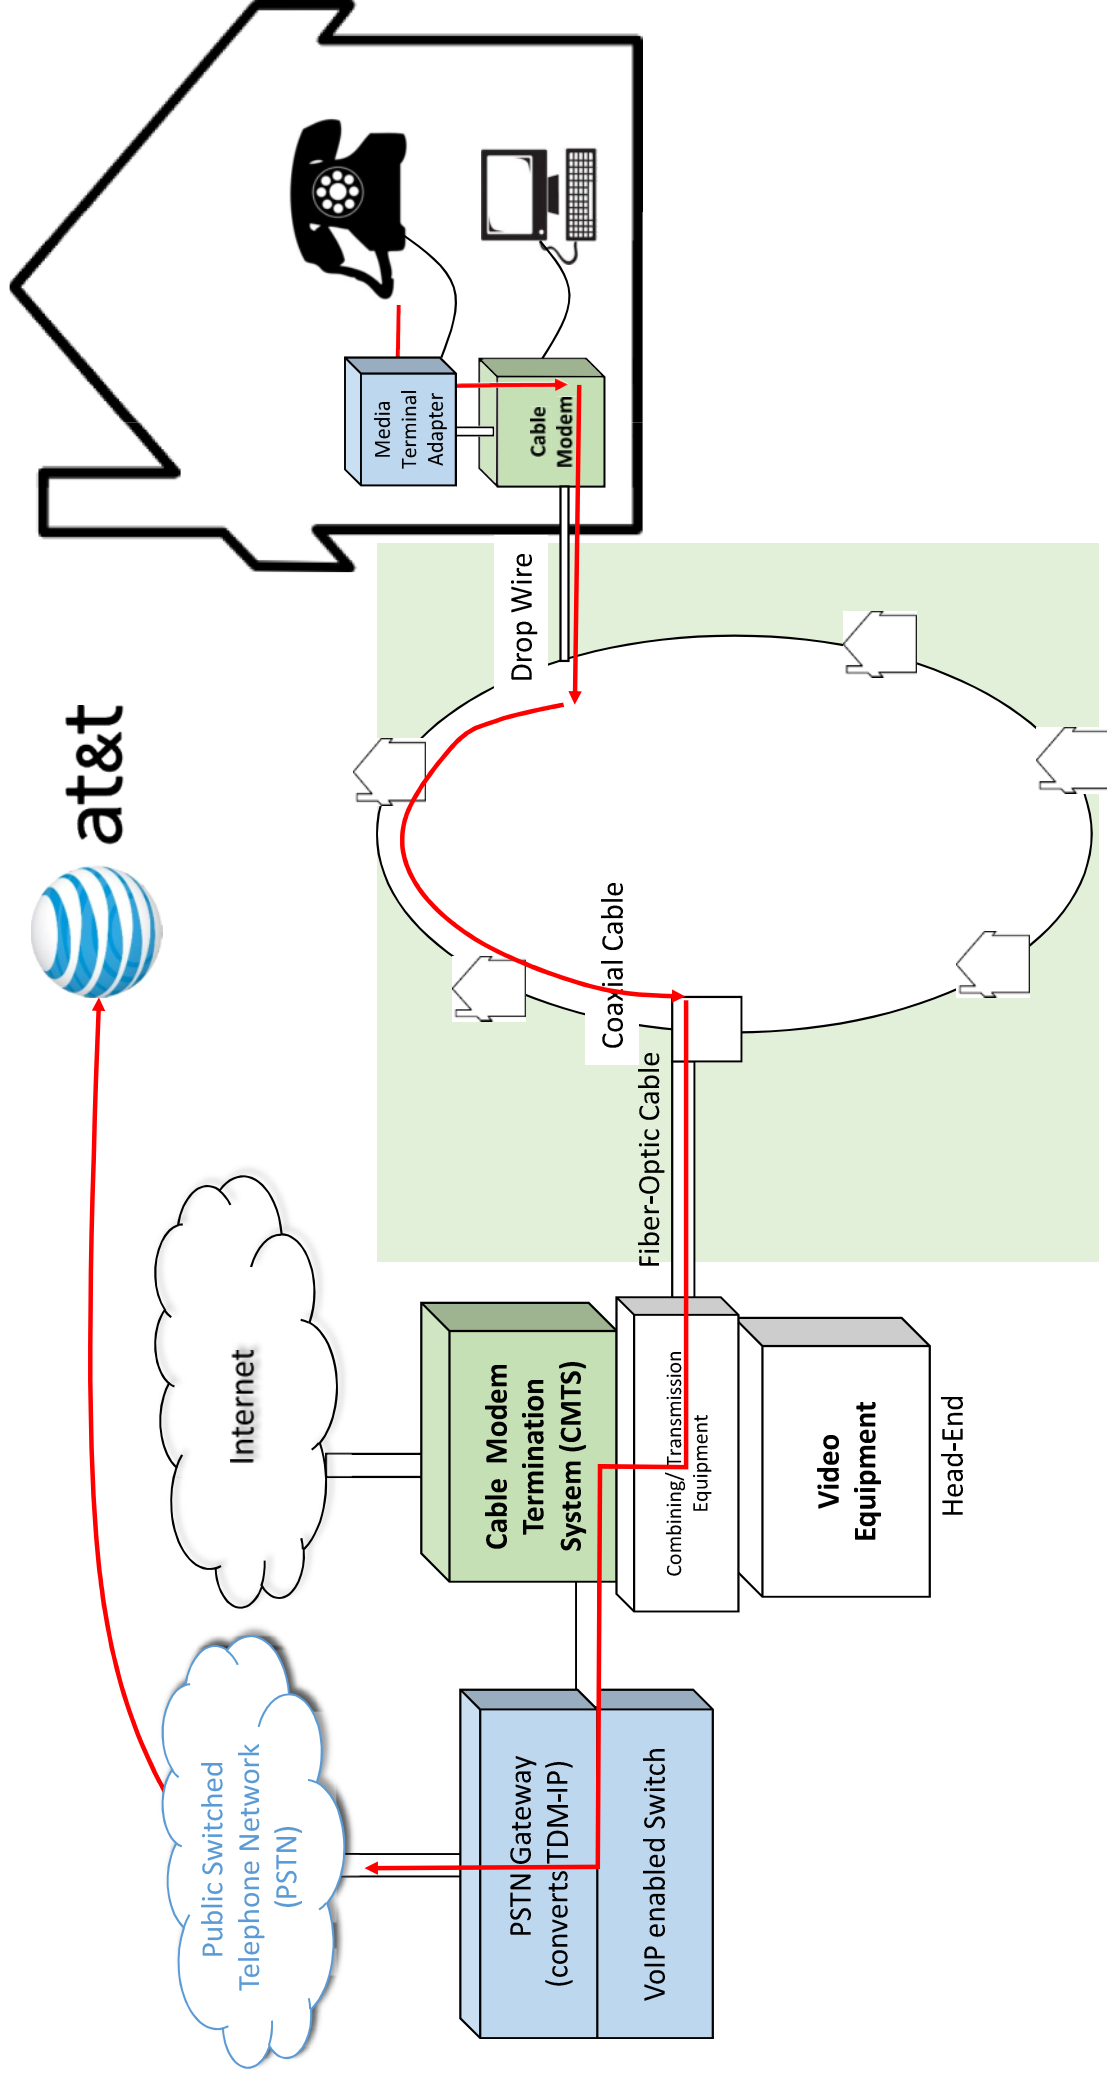 Public Switched
Telephone Network
(PSTN)
Internet
at&t
PSTN Gateway
(converts TDM-IP)
VoIP enabled Switch
Cable Modem
Termination
System (CMTS)
Combining/ Transmission
Equipment
Video
Equipment
Head-End
Fiber-Optic Cable
Coaxial Cable
Drop Wire
Media
Terminal
Adapter
Cable
Modem